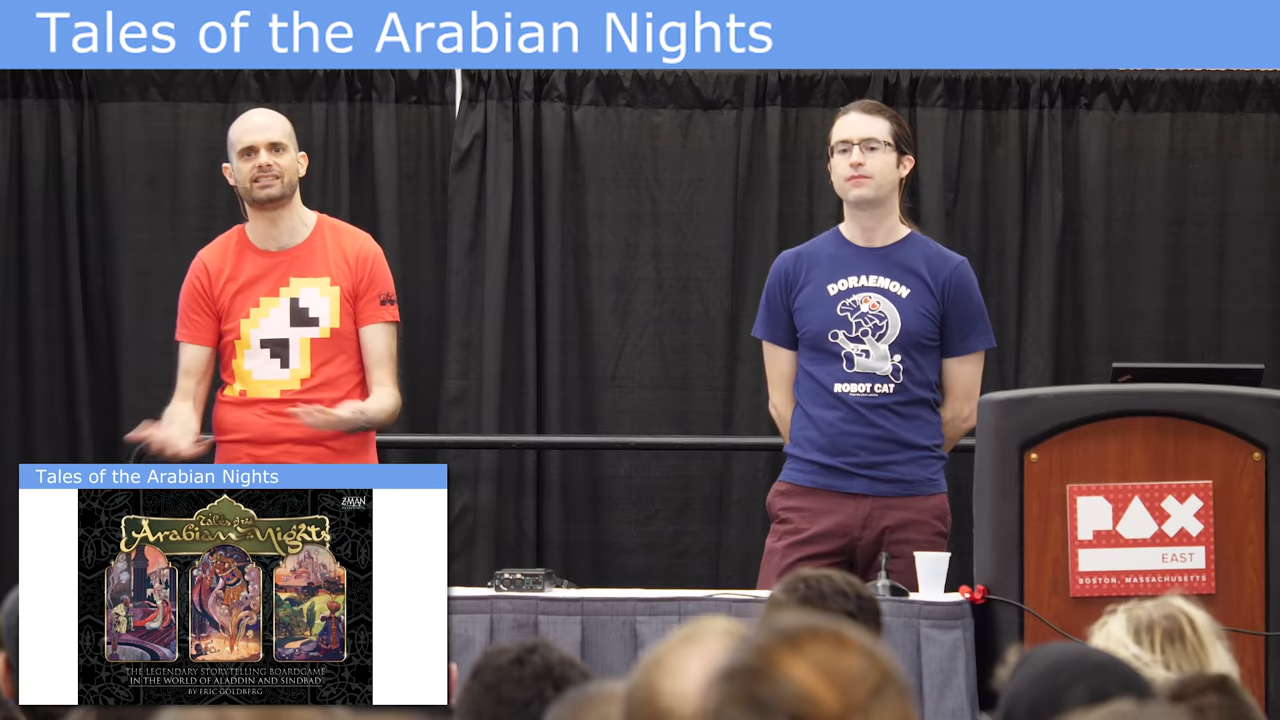 Tales of the Arabian Nights
DORAEMON
ROBOT CAT
PAX
EAST
BOSTON, MASSACHUSETTS
Tales of the Arabian Nights
Z-MAN
Tales of the
Arabian Nights
THE LEGENDARY STORYTELLING BOARDGAME
IN THE WORLD OF ALADDIN AND SINDBAD
BY ERIC GOLDBERG